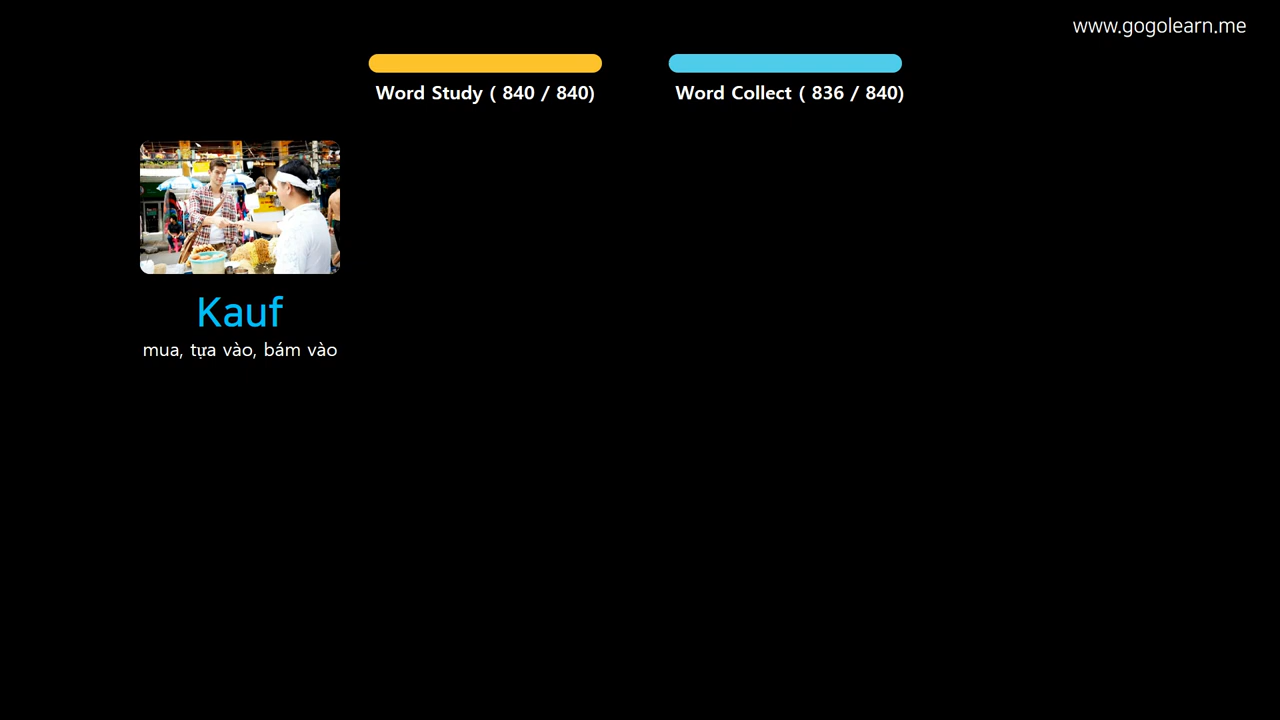 www.gogolearn.me
Word Study ( 840 / 840)
Word Collect ( 836 / 840)
Kauf
mua, tựa vào, bám vào